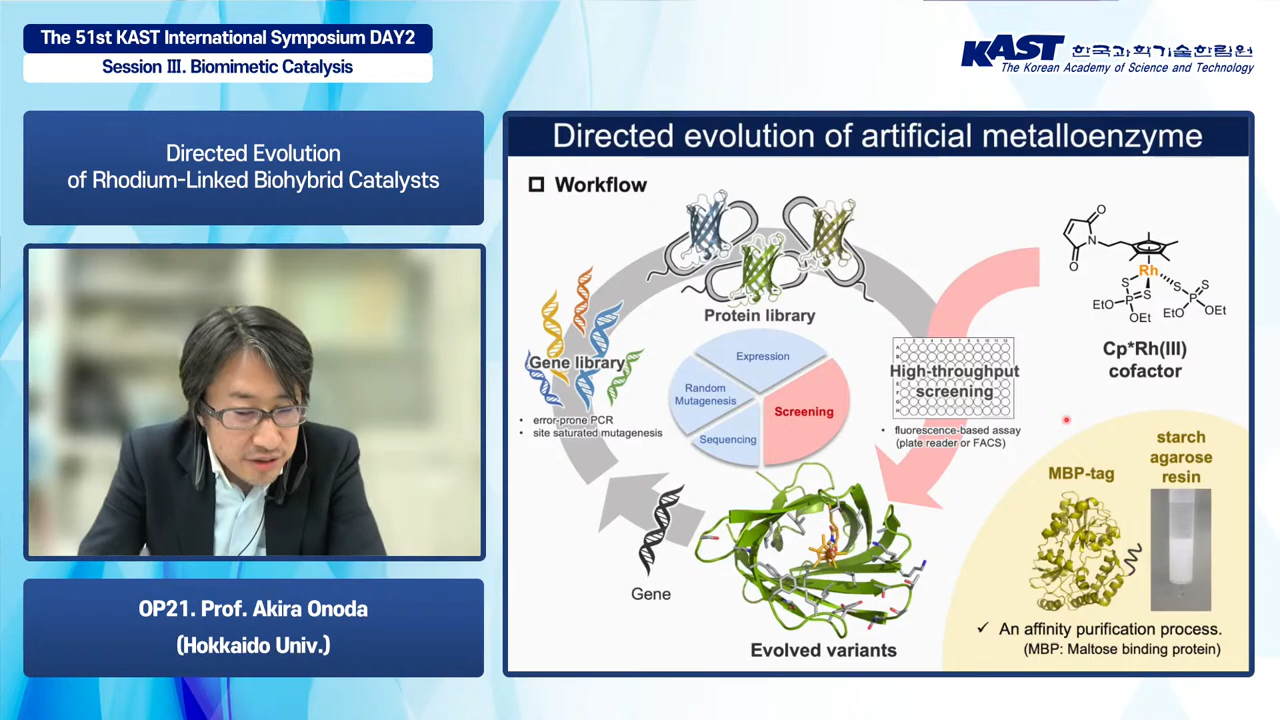 The 51st KAST International Symposium DAY2
Session Ⅲ. Biomimetic Catalysis
KAST 한국과학기술한림원
The Korean Academy of Science and Technology
Directed Evolution
of Rhodium-Linked Biohybrid Catalysts
OP21. Prof. Akira Onoda
(Hokkaido Univ.)
Directed evolution of artificial metalloenzyme
Workflow
Protein library
Gene library
• error-prone PCR
• site saturated mutagenesis
Expression
Random
Mutagenesis
Sequencing
Screening
High-throughput
screening
• fluorescence-based assay
(plate reader or FACS)
Gene
Evolved variants
O
N
O
Rh
S
S
S
S
P
P
EtO
OEt
EtO
OEt
Cp*Rh(III)
cofactor
MBP-tag
starch
agarose
resin
✓ An affinity purification process.
(MBP: Maltose binding protein)